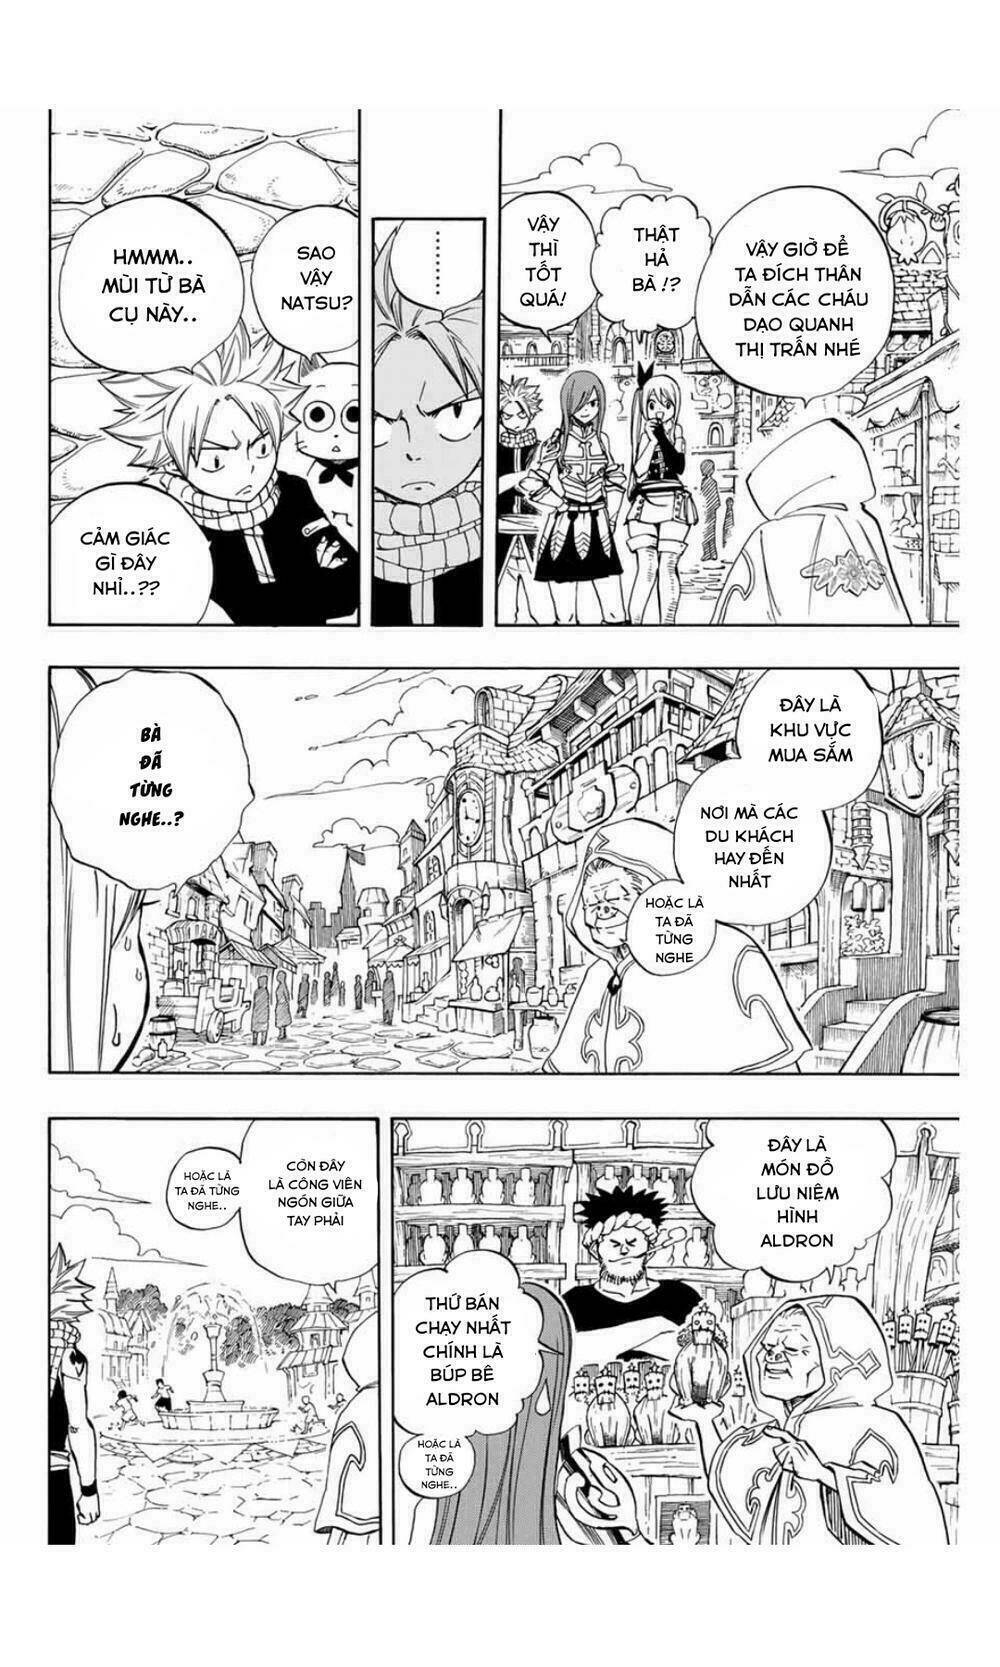 VẬY GIỜ ĐỂ
TA ĐÍCH THÂN
DẪN CÁC CHÁU
DẠO QUANH
THỊ TRẤN NHÉ
THẬT
HẢ
BÀ !?
VẬY
THÌ
TỐT
QUÁ!
........
SAO
VẬY
NATSU?
HMMM..
MÙI TỪ BÀ
CỤ NÀY..
CẢM GIÁC
GÌ ĐÂY
NHỈ..??
ĐÂY LÀ
KHU VỰC
MUA SẮM
NƠI MÀ CÁC
DU KHÁCH
HAY ĐẾN
NHẤT
HOẶC LÀ
TA ĐÃ
TỪNG
NGHE
BÀ
ĐÃ
TỪNG
NGHE..?
ĐÂY LÀ
MÓN ĐỒ
LƯU NIỆM
HÌNH
ALDRON
THỨ BÁN
CHẠY NHẤT
CHÍNH LÀ
BÚP BÊ
ALDRON
HOẶC LÀ
TA ĐÃ
TỪNG
NGHE..
CÒN ĐÂY
LÀ CÔNG VIÊN
NGÓN GIỮA
TAY PHẢI
HOẶC LÀ
TA ĐÃ TỪNG
NGHE..